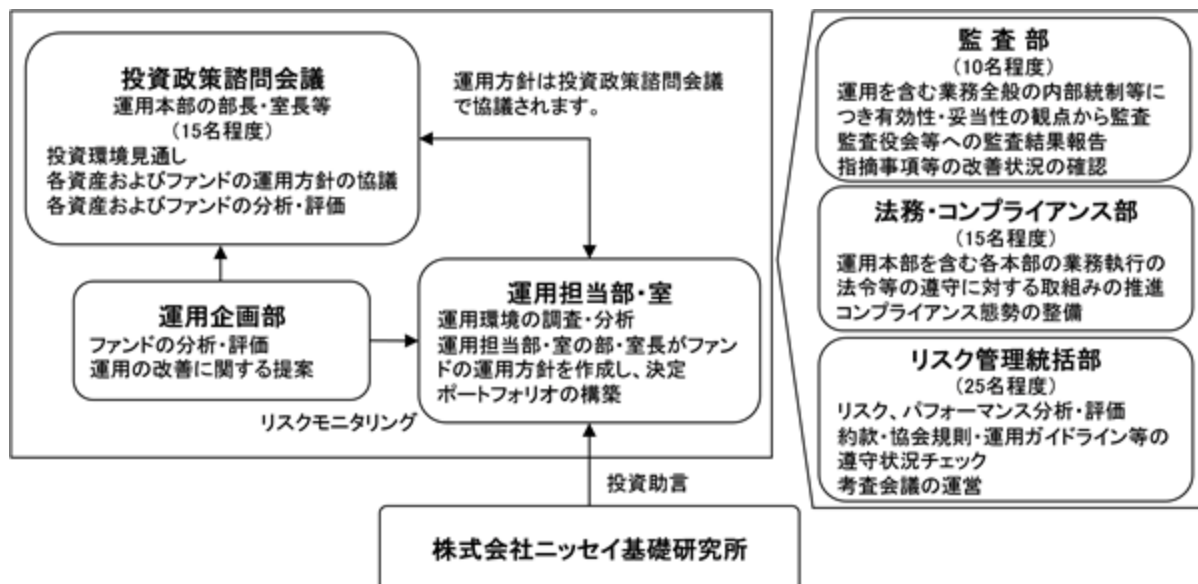 投資政策諮問会議
運用本部の部長・室長等
(15名程度)
投資環境見通し
各資産およびファンドの運用方針の協議
各資産およびファンドの分析・評価
運用方針は投資政策諮問会議
で協議されます。
運用企画部
ファンドの分析・評価
運用の改善に関する提案
運用担当部・室
運用環境の調査・分析
運用担当部・室の部・室長がファン
ドの運用方針を作成し、決定
ポートフォリオの構築
リスクモニタリング
投資助言
株式会社ニッセイ基礎研究所
監 査 部
(10名程度)
運用を含む業務全般の内部統制等に
つき有効性・妥当性の観点から監査
監査役会等への監査結果報告
指摘事項等の改善状況の確認
法務・コンプライアンス部
(15名程度)
運用本部を含む各本部の業務執行の
法令等の遵守に対する取組みの推進
コンプライアンス態勢の整備
リスク管理統括部
(25名程度)
リスク、パフォーマンス分析・評価
約款・協会規則・運用ガイドライン等の
遵守状況チェック
考査会議の運営